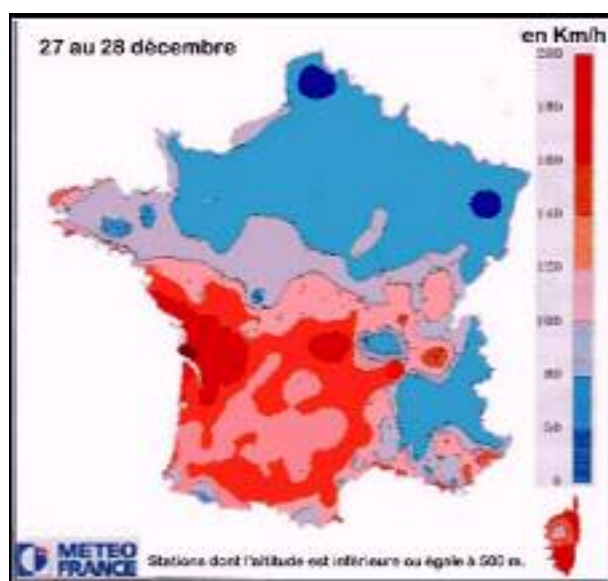 27 au 28 décembre
en Km/h
200
180
160
140
120
100
80
50
0
METEO
FRANCE
Stations dont l'altitude est inférieure ou égale à 500 m.